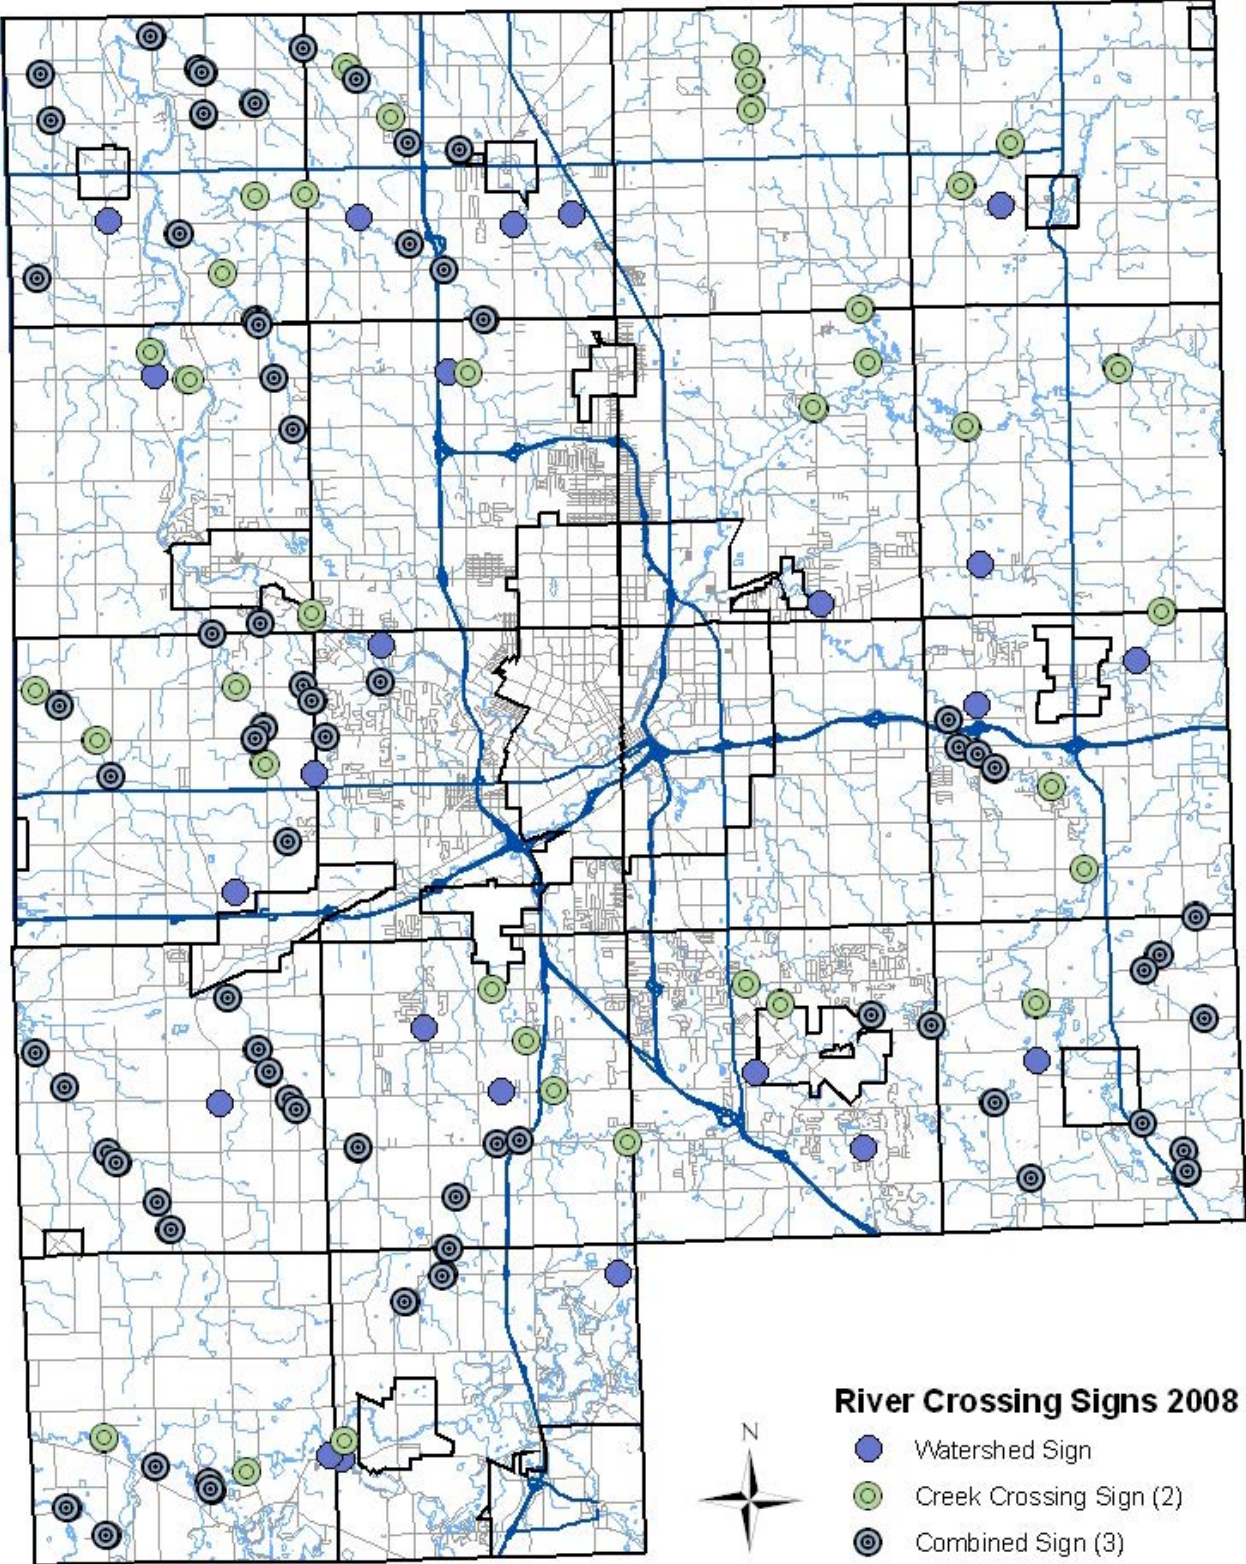 River Crossing Signs 2008
N
Watershed Sign
Creek Crossing Sign (2)
Combined Sign (3)